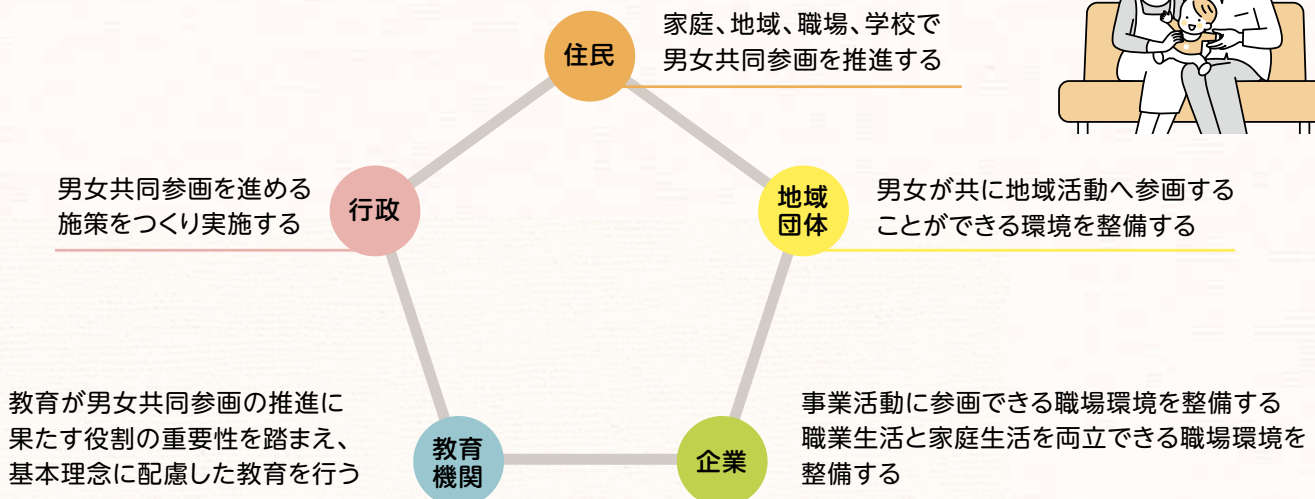 住民
家庭、地域、職場、学校で
男女共同参画を推進する
男女共同参画を進める
施策をつくり実施する
行政
地域
団体
男女が共に地域活動へ参画する
ことができる環境を整備する
教育が男女共同参画の推進に
果たす役割の重要性を踏まえ、
基本理念に配慮した教育を行う
教育
機関
企業
事業活動に参画できる職場環境を整備する
職業生活と家庭生活を両立できる職場環境を
整備する